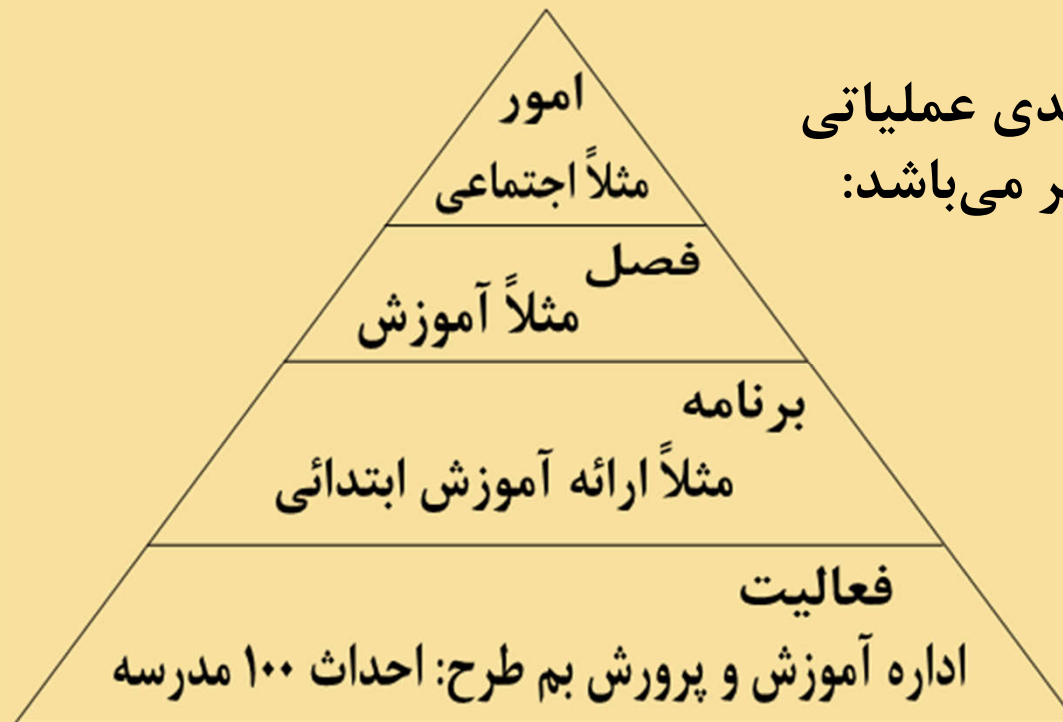 عملیاتی
می‌باشد:
امور
مثلاً اجتماعی
فصل
مثلاً آموزش
برنامه
مثلاً ارائه آموزش ابتدائی
فعالیت
اداره آموزش و پرورش بم طرح: احداث ۱۰۰ مدرسه